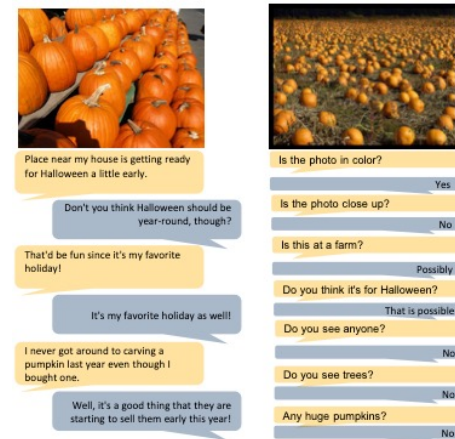 Place near my house is getting ready
for Halloween a little early.
Don't you think Halloween should be
year-round, though?
That'd be fun since it's my favorite
holiday!
It's my favorite holiday as well!
I never got around to carving a
pumpkin last year even though I
bought one.
Well, it's a good thing that they are
starting to sell them early this year!
Is the photo in color?
Yes
Is the photo close up?
No
Is this at a farm?
Possibly
Do you think it's for Halloween?
That is possible
Do you see anyone?
No
Do you see trees?
No
Any huge pumpkins?
No